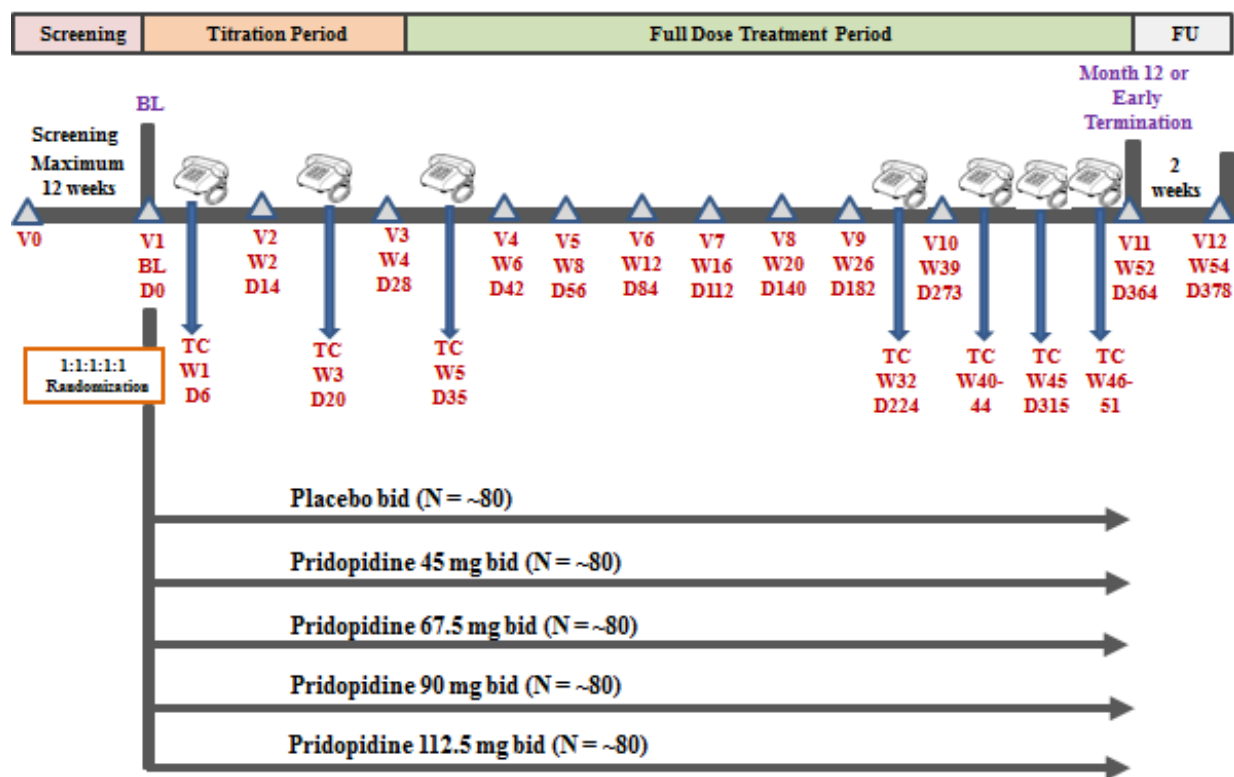 Screening
Titration Period
Full Dose Treatment Period
FU
Month 12 or
Early
Termination
BL
Screening
Maximum
12 weeks
2
weeks
V0
V1
BL
D0
V2
W2
D14
V3
W4
D28
V4
W6
D42
V5
W8
D56
V6
W12
D84
V7
W16
D112
V8
W20
D140
V9
W26
D182
V10
W39
D273
V11
W52
D364
V12
W54
D378
TC
W1
D6
TC
W3
D20
TC
W5
D35
TC
W32
D224
TC
W40-
44
TC
W45
D315
TC
W46-
51
1:1:1:1:1
Randomization
Placebo bid (N = ~80)
Pridopidine 45 mg bid (N = ~80)
Pridopidine 67.5 mg bid (N = ~80)
Pridopidine 90 mg bid (N = ~80)
Pridopidine 112.5 mg bid (N = ~80)